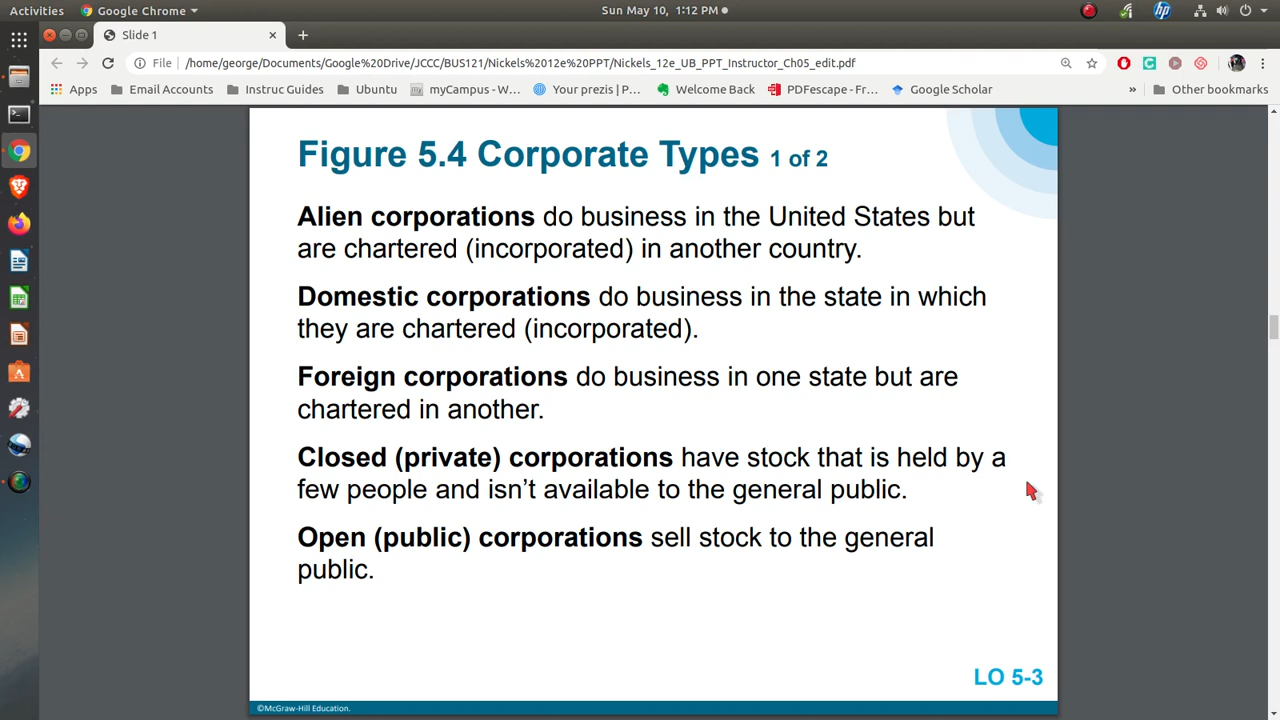 Activities
Google Chrome
Sun May 10, 1:12 PM
Slide 1
File
/home/george/Documents/Google%20Drive/JCCC/BUS121/Nickels%2012e%20PPT/Nickels_12e_UB_PPT_Instructor_Ch05_edit.pdf
Apps
Email Accounts
Instruc Guides
Ubuntu
myCampus - W...
Your prezis | P...
Welcome Back
PDFescape - Fr...
Google Scholar
»
Other bookmarks
Figure 5.4 Corporate Types 1 of 2
Alien corporations do business in the United States but
are chartered (incorporated) in another country.
Domestic corporations do business in the state in which
they are chartered (incorporated).
Foreign corporations do business in one state but are
chartered in another.
Closed (private) corporations have stock that is held by a
few people and isn’t available to the general public.
Open (public) corporations sell stock to the general
public.
LO 5-3
©McGraw-Hill Education.